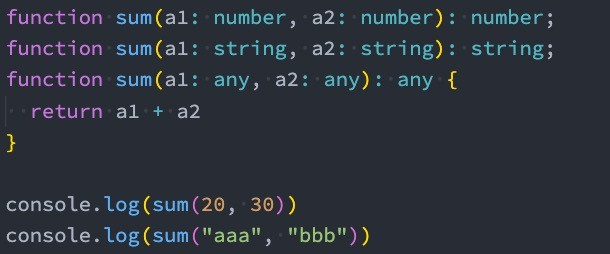 function sum(a1: number, a2: number): number;
function sum(a1: string, a2: string): string;
function sum(a1: any, a2: any): any {
  return a1 + a2
}

console.log(sum(20, 30))
console.log(sum("aaa", "bbb"))